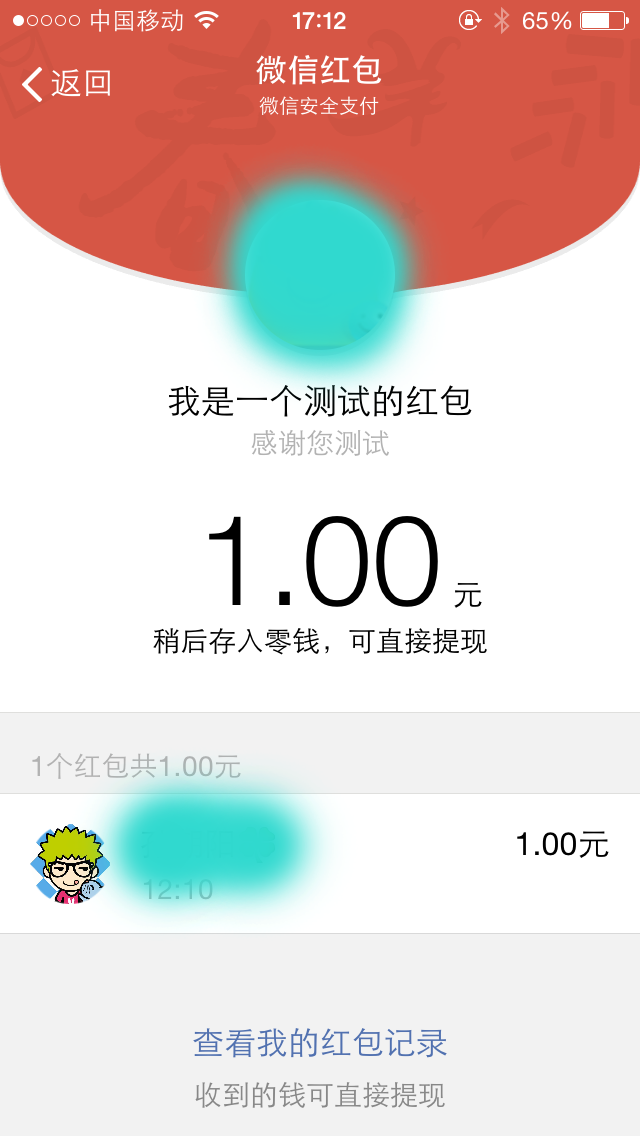 中国移动 17:12 65%
返回
微信红包
微信安全支付
我是一个测试的红包
感谢您测试
1.00元
稍后存入零钱，可直接提现
1个红包共1.00元
1.00元
12:10
查看我的红包记录
收到的钱可直接提现